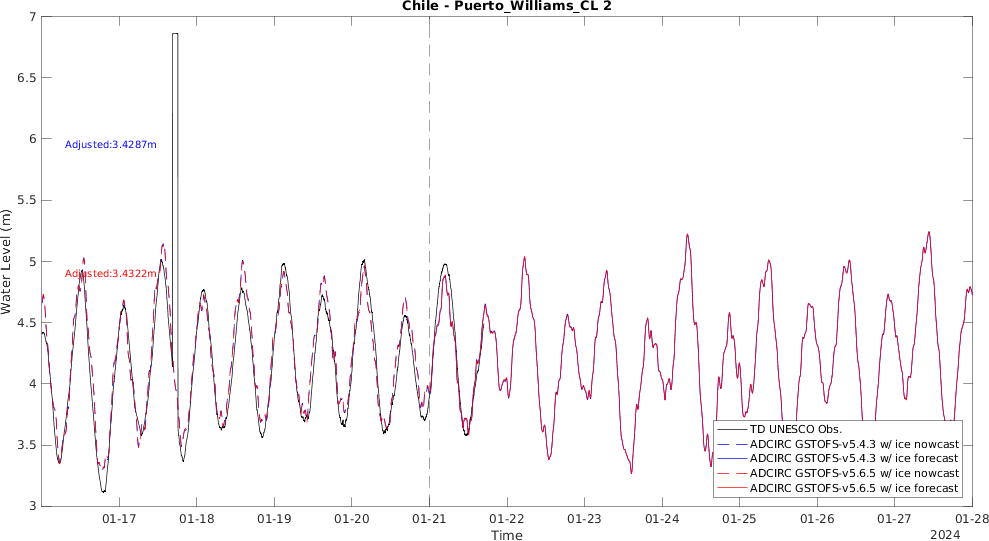 Chile - Puerto_Williams_CL 2
7
6.5
6
5.5
5
4.5
4
3.5
3
Water Level (m)
Adjusted:3.4287m
Adjusted:3.4322m
TD UNESCO Obs.
ADCIRC GSTOFS-v5.4.3 w/ ice nowcast
ADCIRC GSTOFS-v5.4.3 w/ ice forecast
ADCIRC GSTOFS-v5.6.5 w/ ice nowcast
ADCIRC GSTOFS-v5.6.5 w/ ice forecast
01-17 01-18 01-19 01-20 01-21 01-22 01-23 01-24 01-25 01-26 01-27 01-28
Time
2024